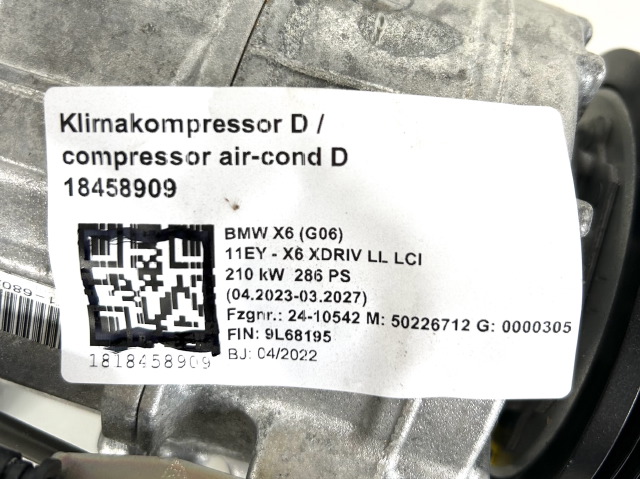 Klimakompressor D /
compressor air-cond D
18458909
BMW X6 (G06)
11EY - X6 XDRIV LL LCI
210 kW 286 PS
(04.2023-03.2027)
Fzgnr.: 24-10542 M: 50226712 G: 0000305
FIN: 9L68195
BJ: 04/2022
1818458909